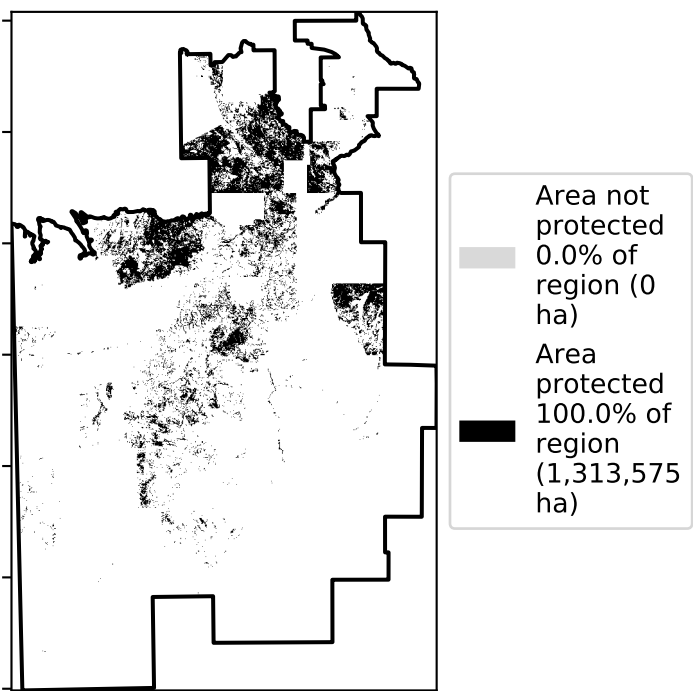 Area not
protected
0.0% of
region (0
ha)
Area
protected
100.0% of
region
(1,313,575
ha)